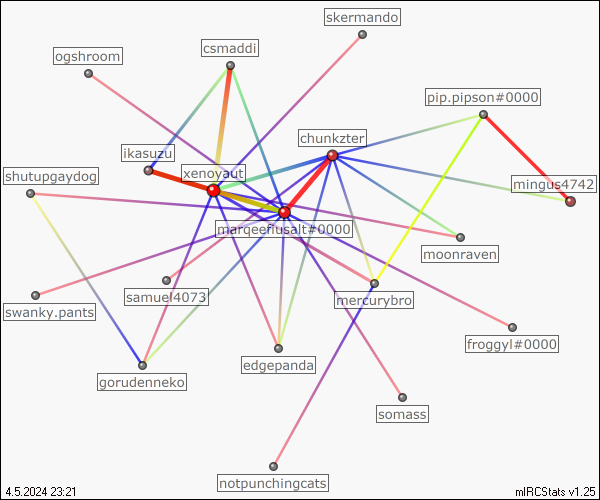 skermando
csmaddi
ogshroom
pip.pipson#0000
chunkzter
ikasuzu
xenoyaut
shutupgaydog
mingus4742
marqeeflusalt#0000
moonraven
samuel4073
mercurybro
swanky.pants
froggyl#0000
edgepanda
gorudenneko
somass
notpunchingcats
4.5.2024 23:21
mIRCStats v1.25